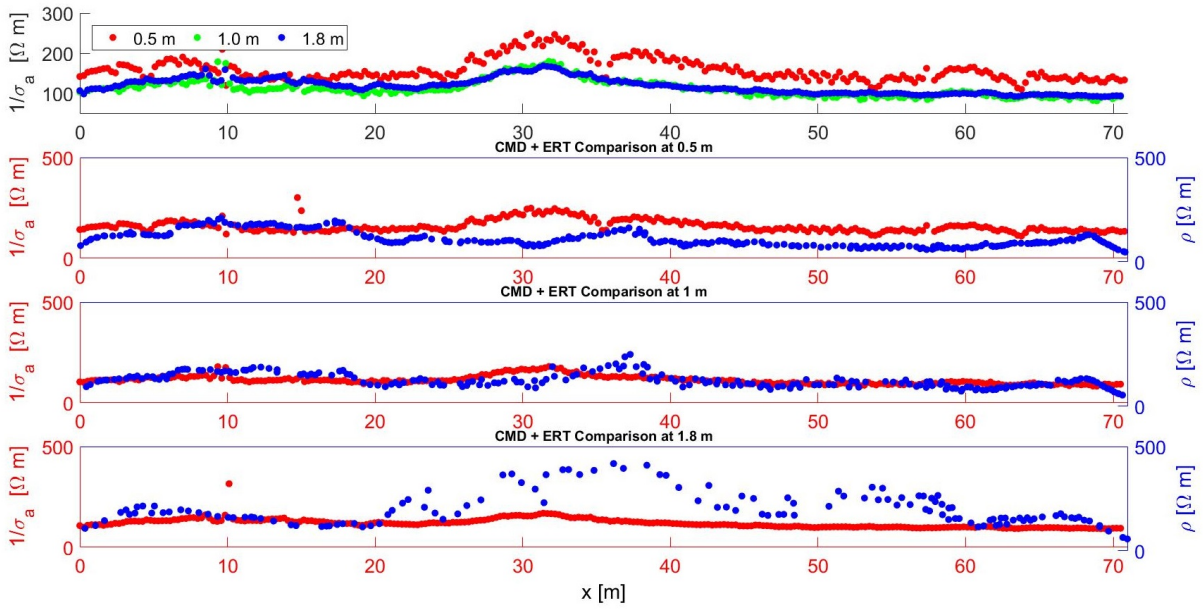 300
200
100
1/σa [Ω m]
0.5 m 1.0 m 1.8 m
0 10 20 30 40 50 60 70
CMD + ERT Comparison at 0.5 m
500
0
1/σa [Ω m]
500
0
ρ [Ω m]
0 10 20 30 40 50 60 70
CMD + ERT Comparison at 1 m
500
0
1/σa [Ω m]
500
0
ρ [Ω m]
0 10 20 30 40 50 60 70
CMD + ERT Comparison at 1.8 m
500
0
1/σa [Ω m]
500
0
ρ [Ω m]
0 10 20 30 40 50 60 70
x [m]